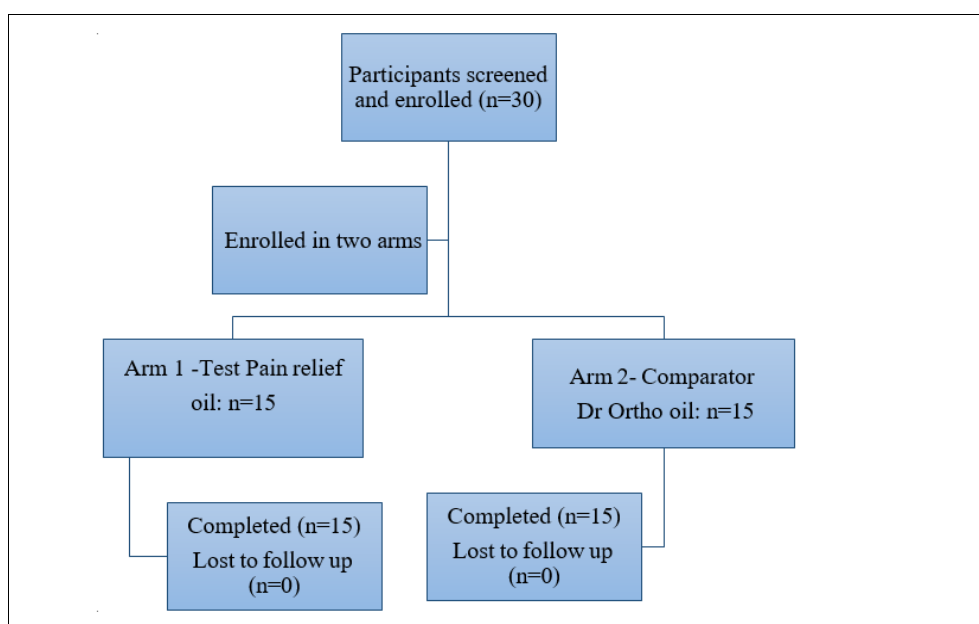 Participants screened
and enrolled (n=30)
Enrolled in two arms
Arm 1 -Test Pain relief
oil: n=15
Arm 2- Comparator
Dr Ortho oil: n=15
Completed (n=15)
Lost to follow up
(n=0)
Completed (n=15)
Lost to follow up
(n=0)